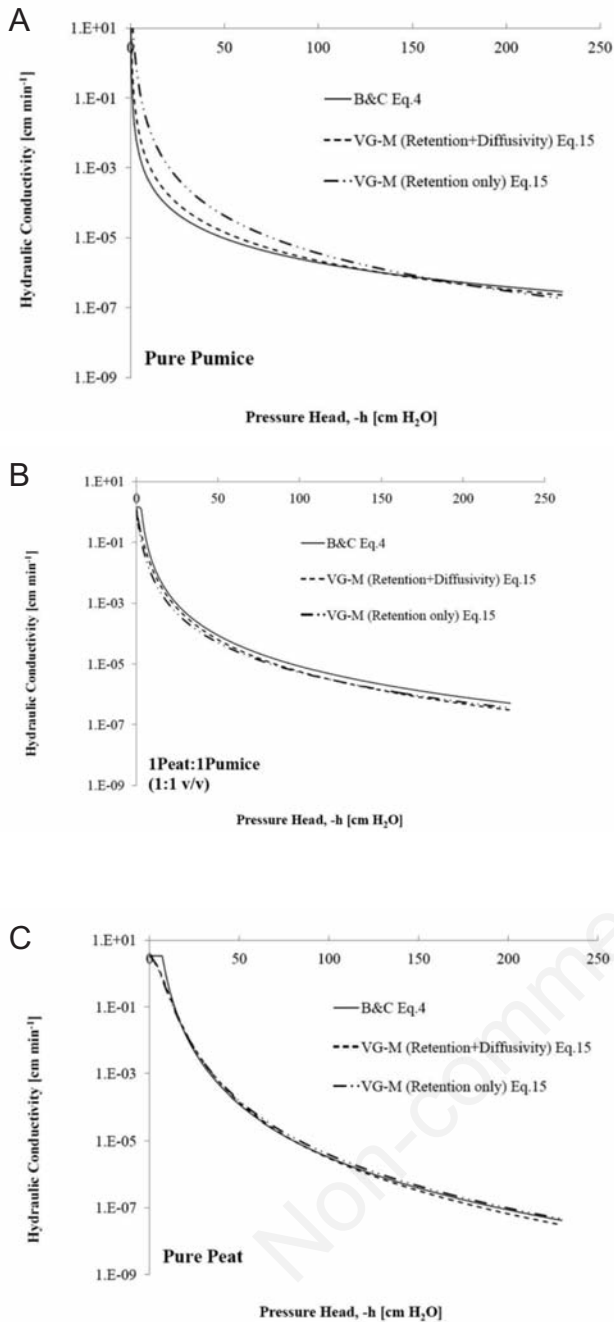 A
1.E+01
0 50 100 150 200 250
1.E-01
1.E-03
1.E-05
1.E-07
1.E-09
Hydraulic Conductivity [cm min⁻¹]
B&C Eq.4
VG-M (Retention+Diffusivity) Eq.15
VG-M (Retention only) Eq.15
Pure Pumice
Pressure Head, -h [cm H₂O]
B
1.E+01
0 50 100 150 200 250
1.E-01
1.E-03
1.E-05
1.E-07
1.E-09
Hydraulic Conductivity [cm min⁻¹]
B&C Eq.4
VG-M (Retention+Diffusivity) Eq.15
VG-M (Retention only) Eq.15
1Peat:1Pumice
(1:1 v/v)
Pressure Head, -h [cm H₂O]
C
1.E+01
0 50 100 150 200 250
1.E-01
1.E-03
1.E-05
1.E-07
1.E-09
Hydraulic Conductivity [cm min⁻¹]
B&C Eq.4
VG-M (Retention+Diffusivity) Eq.15
VG-M (Retention only) Eq.15
Pure Peat
Pressure Head, -h [cm H₂O]
Non-comme